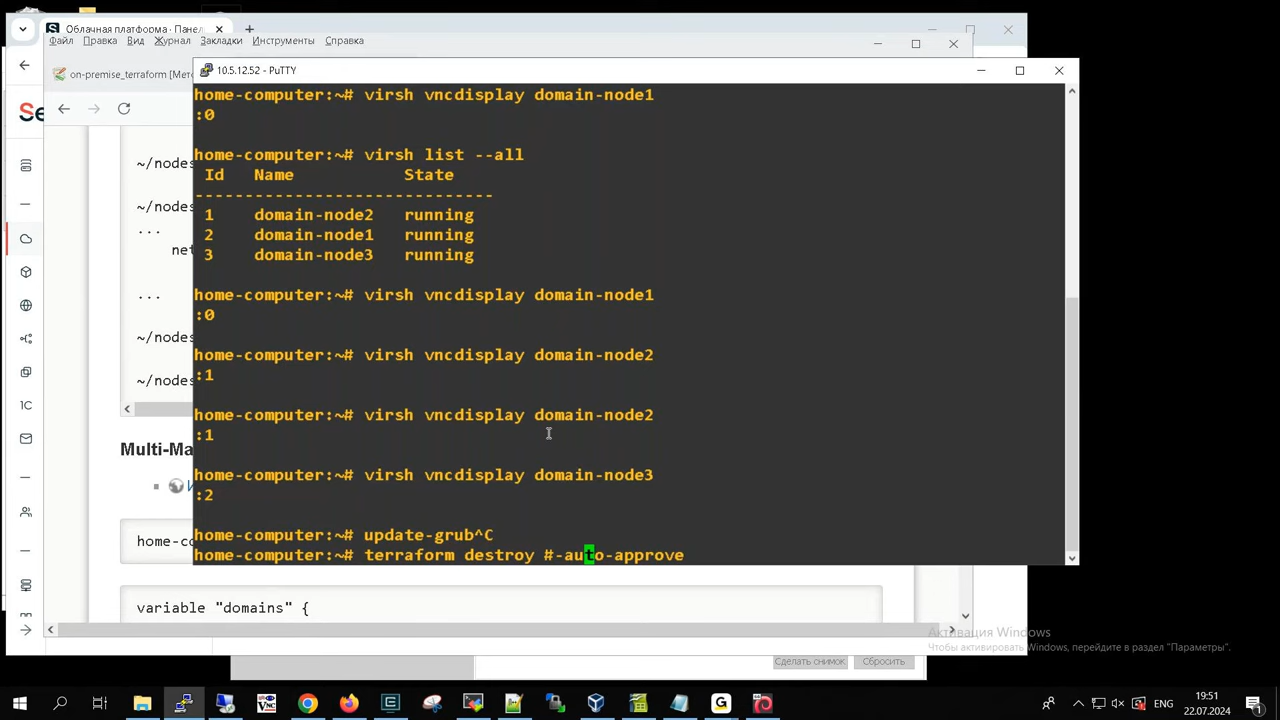 Облачная платформа · Панел
Файл Правка Вид Журнал Закладки Инструменты Справка
on-premise_terraform [Мето
10.5.12.52 - PuTTY
Se
1C
~/nodes
~/nodes
...
net
...
~/nodes
~/nodes
Multi-Ma
home-co
variable "domains" {
home-computer:~# virsh vncdisplay domain-node1
:0
home-computer:~# virsh list --all
Id Name State
------------------------------
1 domain-node2 running
2 domain-node1 running
3 domain-node3 running
home-computer:~# virsh vncdisplay domain-node1
:0
home-computer:~# virsh vncdisplay domain-node2
:1
home-computer:~# virsh vncdisplay domain-node2
:1
home-computer:~# virsh vncdisplay domain-node3
:2
home-computer:~# update-grub^C
home-computer:~# terraform destroy #-auto-approve
Активация Windows
Чтобы активировать Windows, перейдите в раздел "Параметры".
Сделать снимок Сбросить
ENG
19:51
22.07.2024
1